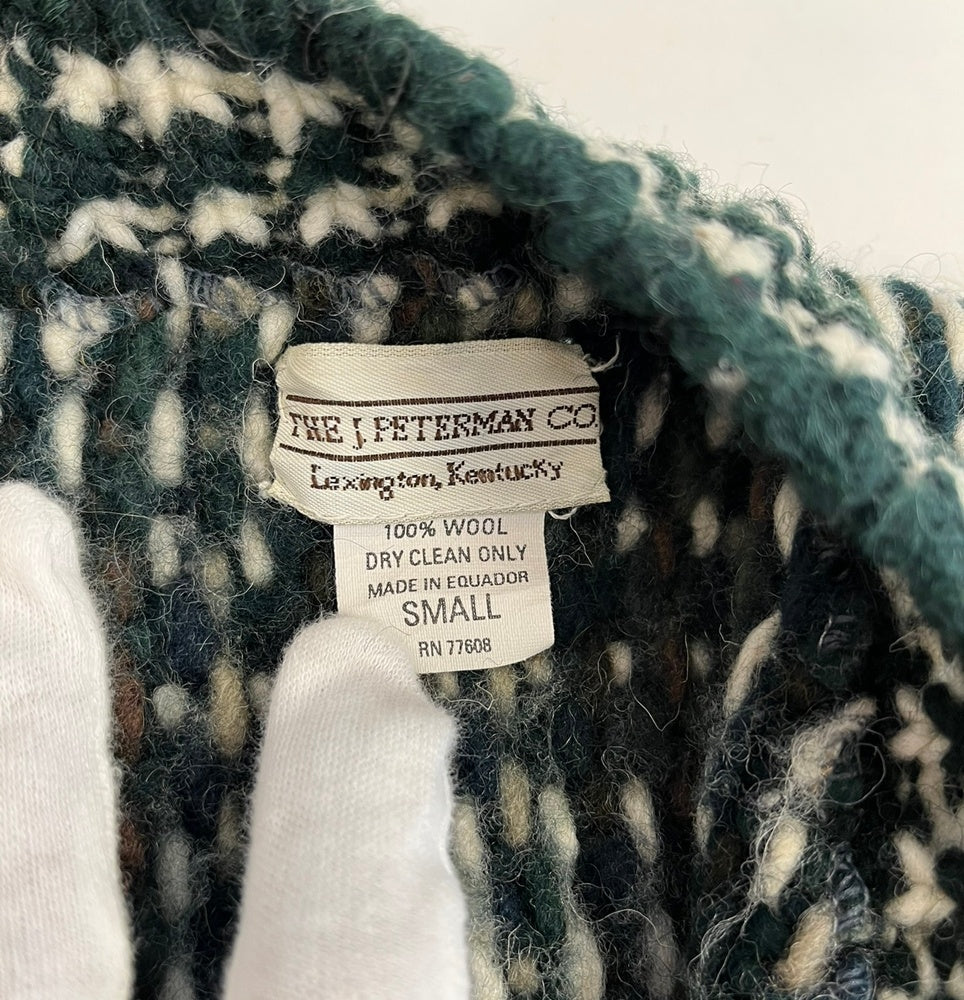 THE J. PETERMAN CO.
Lexington, Kentucky
100% WOOL
DRY CLEAN ONLY
MADE IN EQUADOR
SMALL
RN 77608